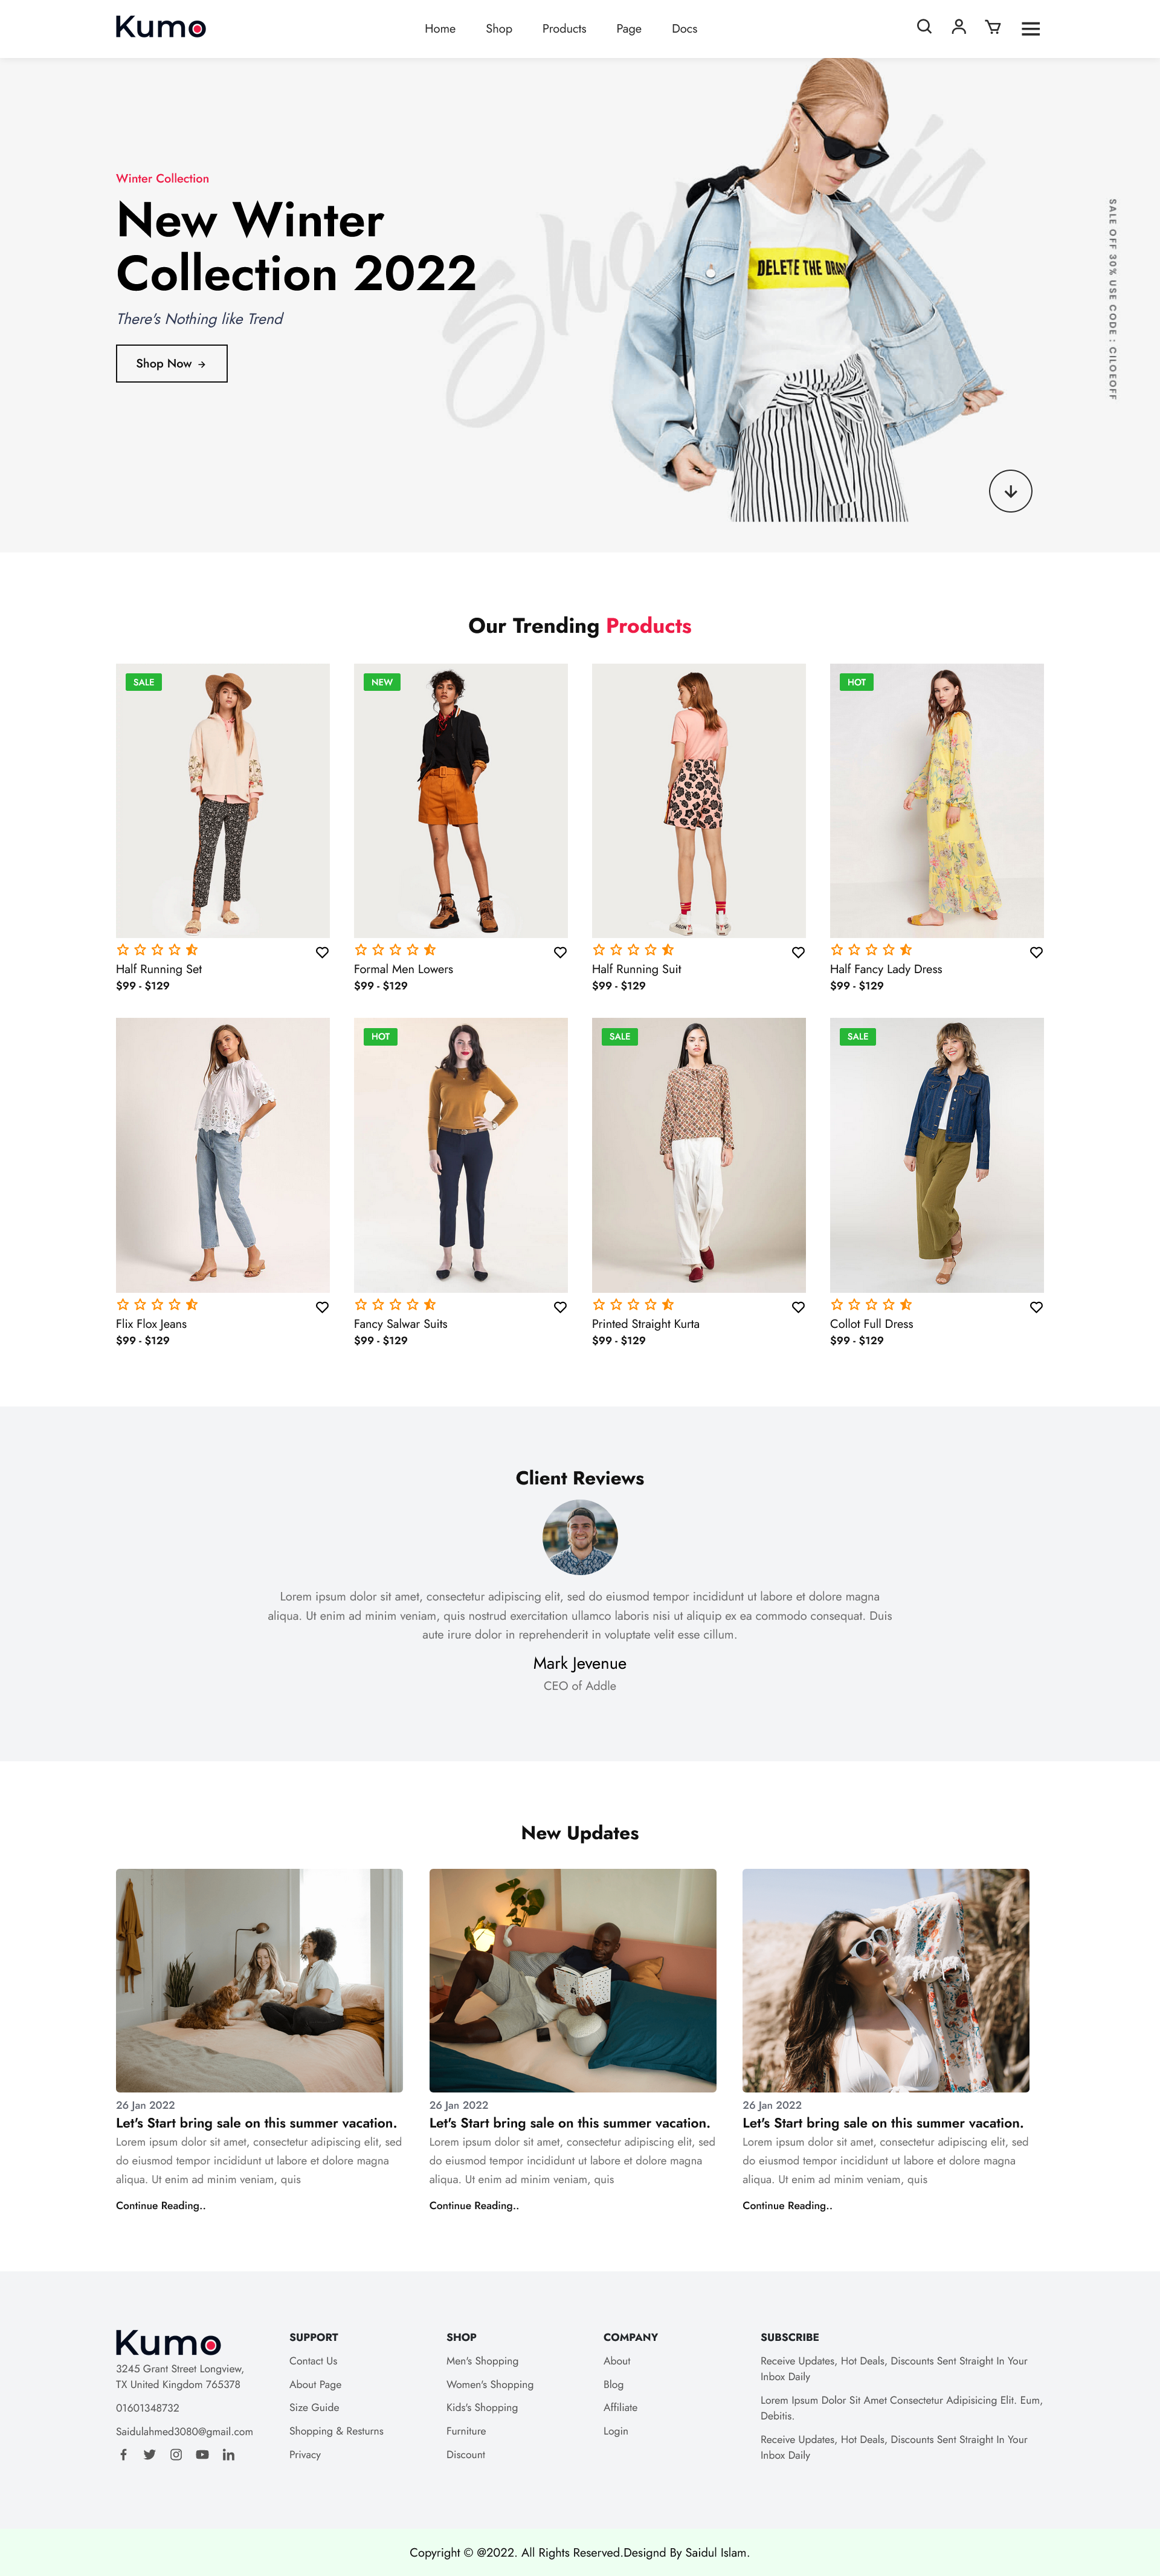 Kumo
Home
Shop
Products
Page
Docs
Winter Collection
New Winter
Collection 2022
There's Nothing like Trend
Shop Now →
DELETE THE
SALE OFF 30% USE CODE : CILOEOFF
Our Trending Products
SALE
NEW
HOT
Half Running Set
$99 - $129
Formal Men Lowers
$99 - $129
Half Running Suit
$99 - $129
Half Fancy Lady Dress
$99 - $129
HOT
SALE
SALE
Flix Flox Jeans
$99 - $129
Fancy Salwar Suits
$99 - $129
Printed Straight Kurta
$99 - $129
Collot Full Dress
$99 - $129
Client Reviews
Lorem ipsum dolor sit amet, consectetur adipiscing elit, sed do eiusmod tempor incididunt ut labore et dolore magna
aliqua. Ut enim ad minim veniam, quis nostrud exercitation ullamco laboris nisi ut aliquip ex ea commodo consequat. Duis
aute irure dolor in reprehenderit in voluptate velit esse cillum.
Mark Jevenue
CEO of Addle
New Updates
26 Jan 2022
Let's Start bring sale on this summer vacation.
Lorem ipsum dolor sit amet, consectetur adipiscing elit, sed
do eiusmod tempor incididunt ut labore et dolore magna
aliqua. Ut enim ad minim veniam, quis
Continue Reading..
26 Jan 2022
Let's Start bring sale on this summer vacation.
Lorem ipsum dolor sit amet, consectetur adipiscing elit, sed
do eiusmod tempor incididunt ut labore et dolore magna
aliqua. Ut enim ad minim veniam, quis
Continue Reading..
26 Jan 2022
Let's Start bring sale on this summer vacation.
Lorem ipsum dolor sit amet, consectetur adipiscing elit, sed
do eiusmod tempor incididunt ut labore et dolore magna
aliqua. Ut enim ad minim veniam, quis
Continue Reading..
Kumo
3245 Grant Street Longview,
TX United Kingdom 765378
01601348732
Saidulahmed3080@gmail.com
SUPPORT
Contact Us
About Page
Size Guide
Shopping & Resturns
Privacy
SHOP
Men's Shopping
Women's Shopping
Kids's Shopping
Furniture
Discount
COMPANY
About
Blog
Affiliate
Login
SUBSCRIBE
Receive Updates, Hot Deals, Discounts Sent Straight In Your
Inbox Daily
Lorem Ipsum Dolor Sit Amet Consectetur Adipisicing Elit. Eum,
Debitis.
Receive Updates, Hot Deals, Discounts Sent Straight In Your
Inbox Daily
Copyright © @2022. All Rights Reserved.Designd By Saidul Islam.